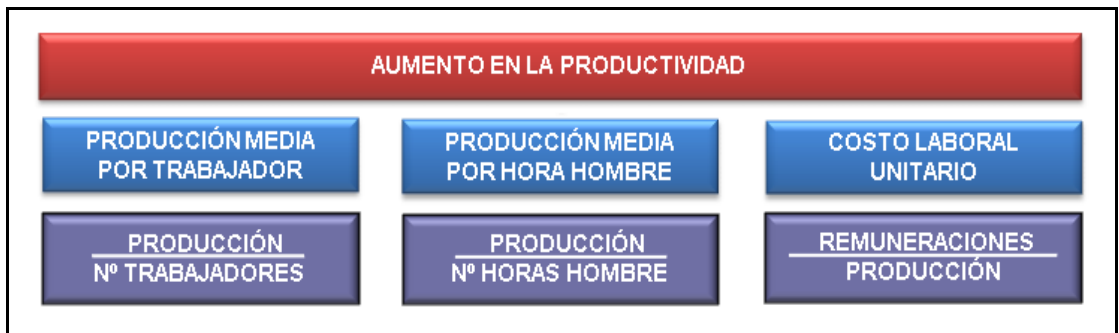 AUMENTO EN LA PRODUCTIVIDAD
PRODUCCIÓN MEDIA
POR TRABAJADOR
PRODUCCIÓN MEDIA
POR HORA HOMBRE
COSTO LABORAL
UNITARIO
PRODUCCIÓN
Nº TRABAJADORES
PRODUCCIÓN
Nº HORAS HOMBRE
REMUNERACIONES
PRODUCCIÓN